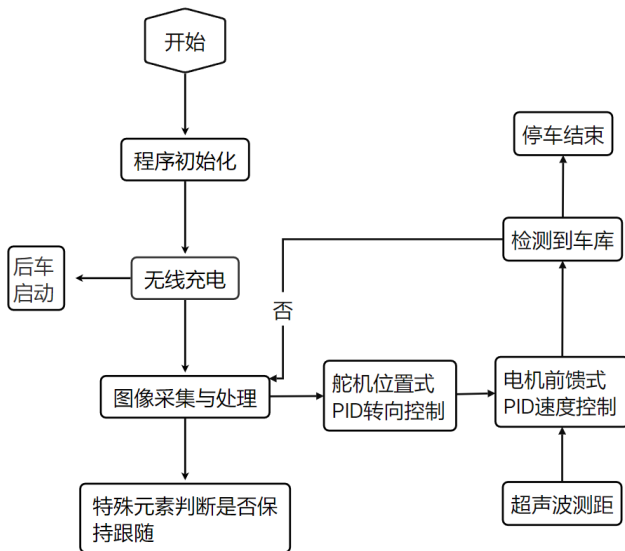 开始
程序初始化
停车结束
检测到车库
后车
启动
无线充电
否
图像采集与处理
舵机位置式
PID转向控制
电机前馈式
PID速度控制
特殊元素判断是否保
持跟随
超声波测距